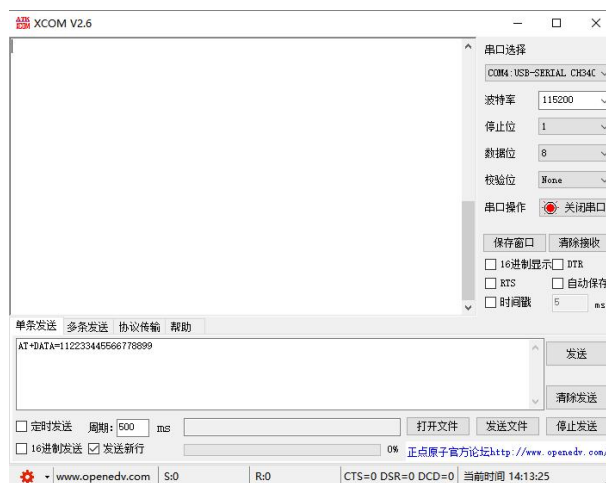 XCOM V2.6
串口选择
COM4:USB-SERIAL CH340
波特率 115200
停止位 1
数据位 8
校验位 None
串口操作 关闭串口
保存窗口 清除接收
16进制显示 DTR
RTS 自动保存
时间戳 5 ms
单条发送 多条发送 协议传输 帮助
AT+DATA=112233445566778899
发送
清除发送
定时发送 周期: 500 ms 打开文件 发送文件 停止发送
16进制发送 发送新行 0% 正点原子官方论坛http://www.openedv.com/
www.openedv.com S:0 R:0 CTS=0 DSR=0 DCD=0 当前时间 14:13:25